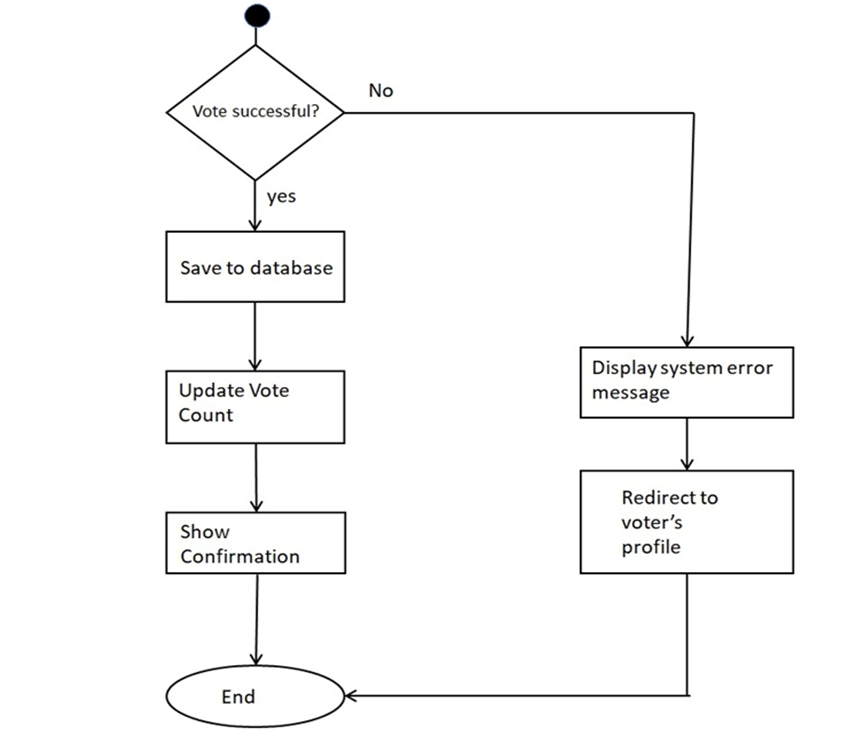 No
Vote successful?
yes
Save to database
Update Vote
Count
Show
Confirmation
End
Display system error
message
Redirect to
voter’s
profile